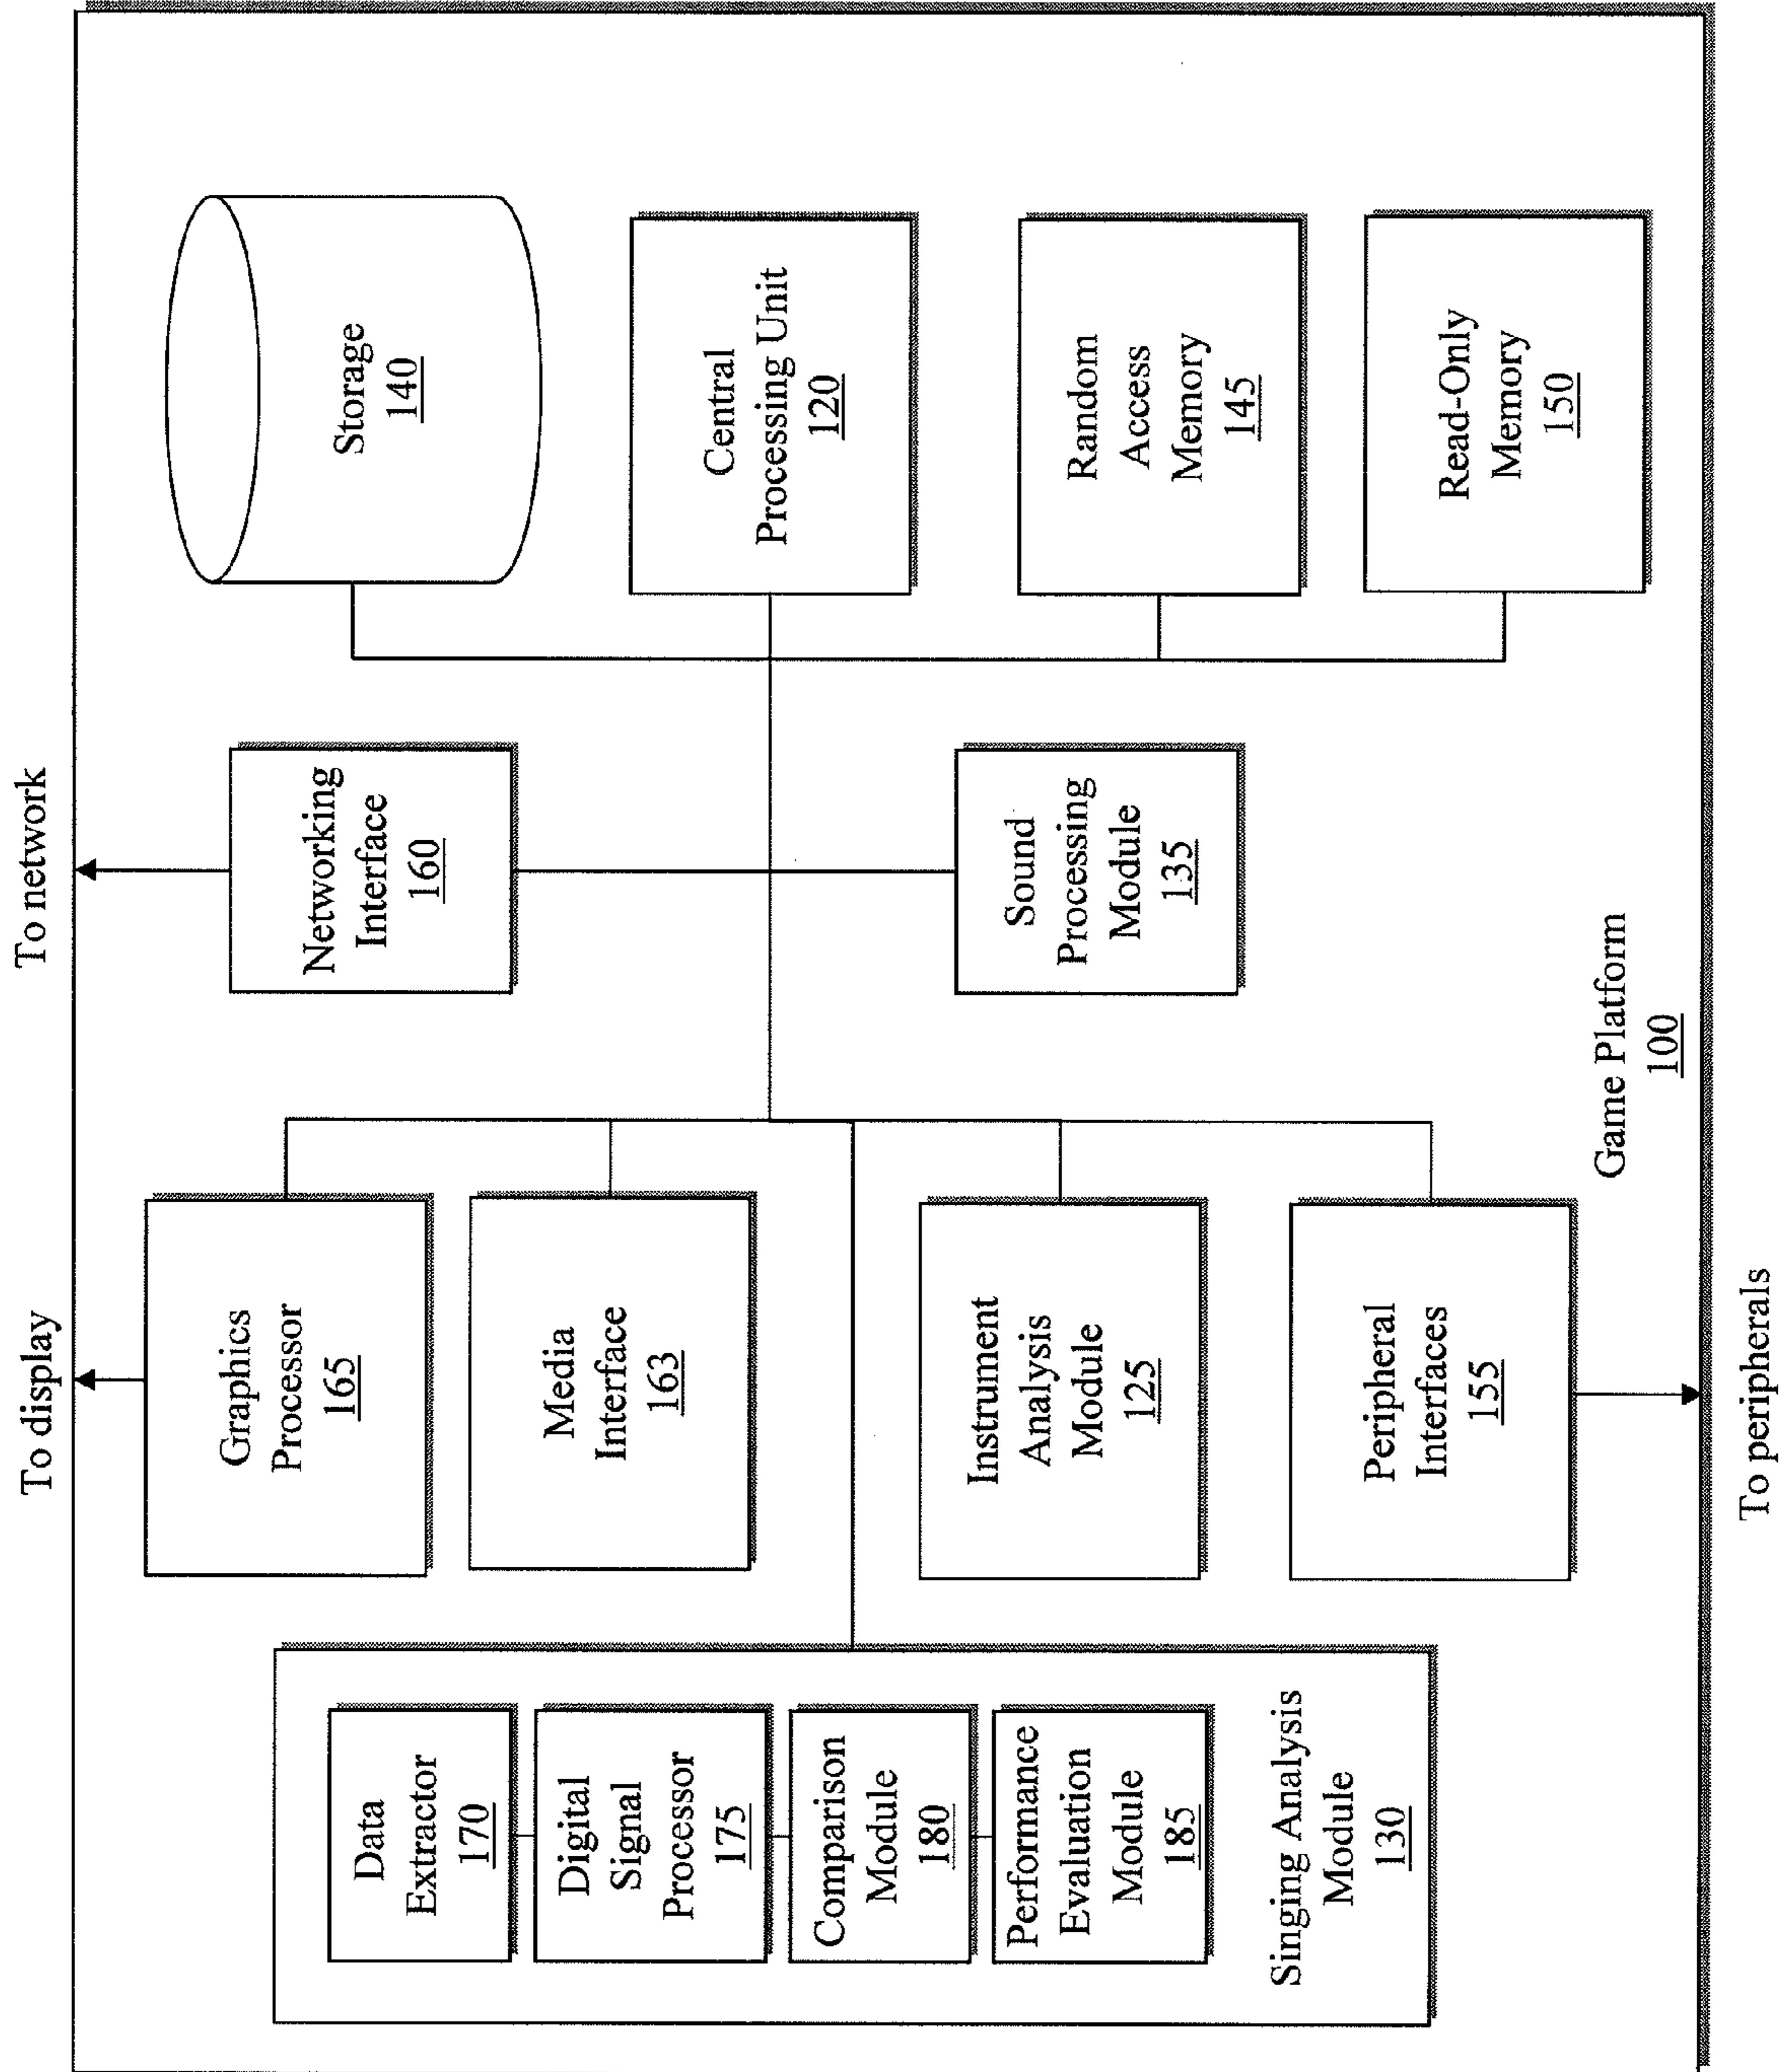 To display
To network
Data
Extractor
170
Digital
Signal
Processor
175
Comparison
Module
180
Performance
Evaluation
Module
185
Singing Analysis
Module
130
Graphics
Processor
165
Media
Interface
163
Instrument
Analysis
Module
125
Peripheral
Interfaces
155
Networking
Interface
160
Sound
Processing
Module
135
Storage
140
Central
Processing Unit
120
Random
Access
Memory
145
Read-Only
Memory
150
Game Platform
100
To peripherals